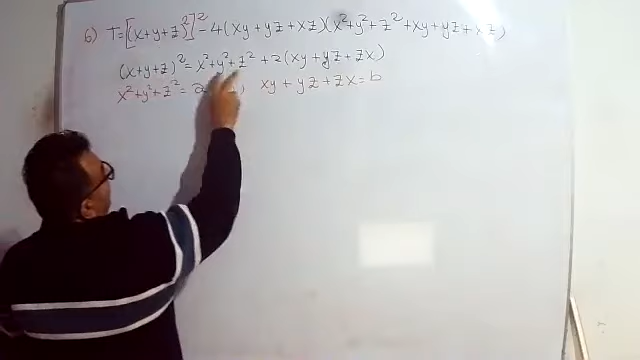 6) T=[(x+y+z)²]²-4(xy+yz+xz)(x²+y²+z²+xy+yz+xz)
(x+y+z)²=x²+y²+z²+2(xy+yz+zx)
x²+y²+z²=a, xy+yz+zx=b